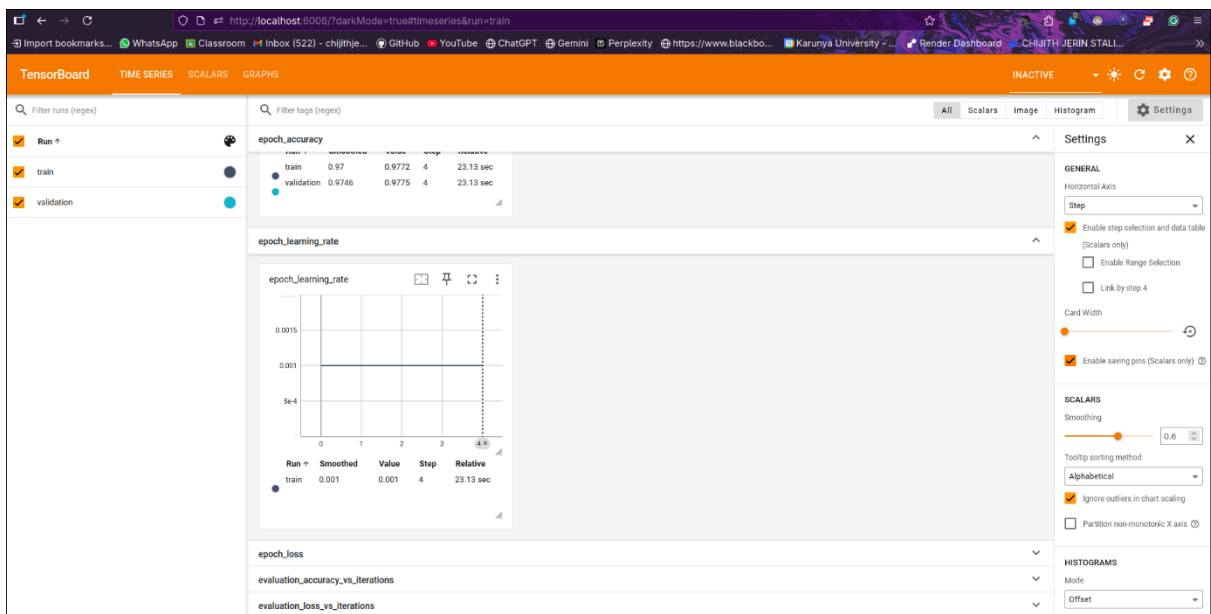 http://localhost:6006/?darkMode=true#timeseries&run=train
Import bookmarks... WhatsApp Classroom Inbox (522) - chijithje... GitHub YouTube ChatGPT Gemini Perplexity https://www.blackbo... Karunya University - ... Render Dashboard CHIJITH JERIN STALI... »
TensorBoard TIME SERIES SCALARS GRAPHS INACTIVE
Filter runs (regex) Filter tags (regex) All Scalars Image Histogram Settings
Run ↑
train
validation
epoch_accuracy
Run ↑ Smoothed Value Step Relative
train 0.97 0.9772 4 23.13 sec
validation 0.9746 0.9775 4 23.13 sec
epoch_learning_rate
epoch_learning_rate
0.0015
0.001
5e-4
0 1 2 3 4 ×
Run ↑ Smoothed Value Step Relative
train 0.001 0.001 4 23.13 sec
epoch_loss
evaluation_accuracy_vs_iterations
evaluation_loss_vs_iterations
Settings
GENERAL
Horizontal Axis
Step
Enable step selection and data table
(Scalars only)
Enable Range Selection
Link by step 4
Card Width
Enable saving pins (Scalars only)
SCALARS
Smoothing
0.6
Tooltip sorting method
Alphabetical
Ignore outliers in chart scaling
Partition non-monotonic X axis
HISTOGRAMS
Mode
Offset